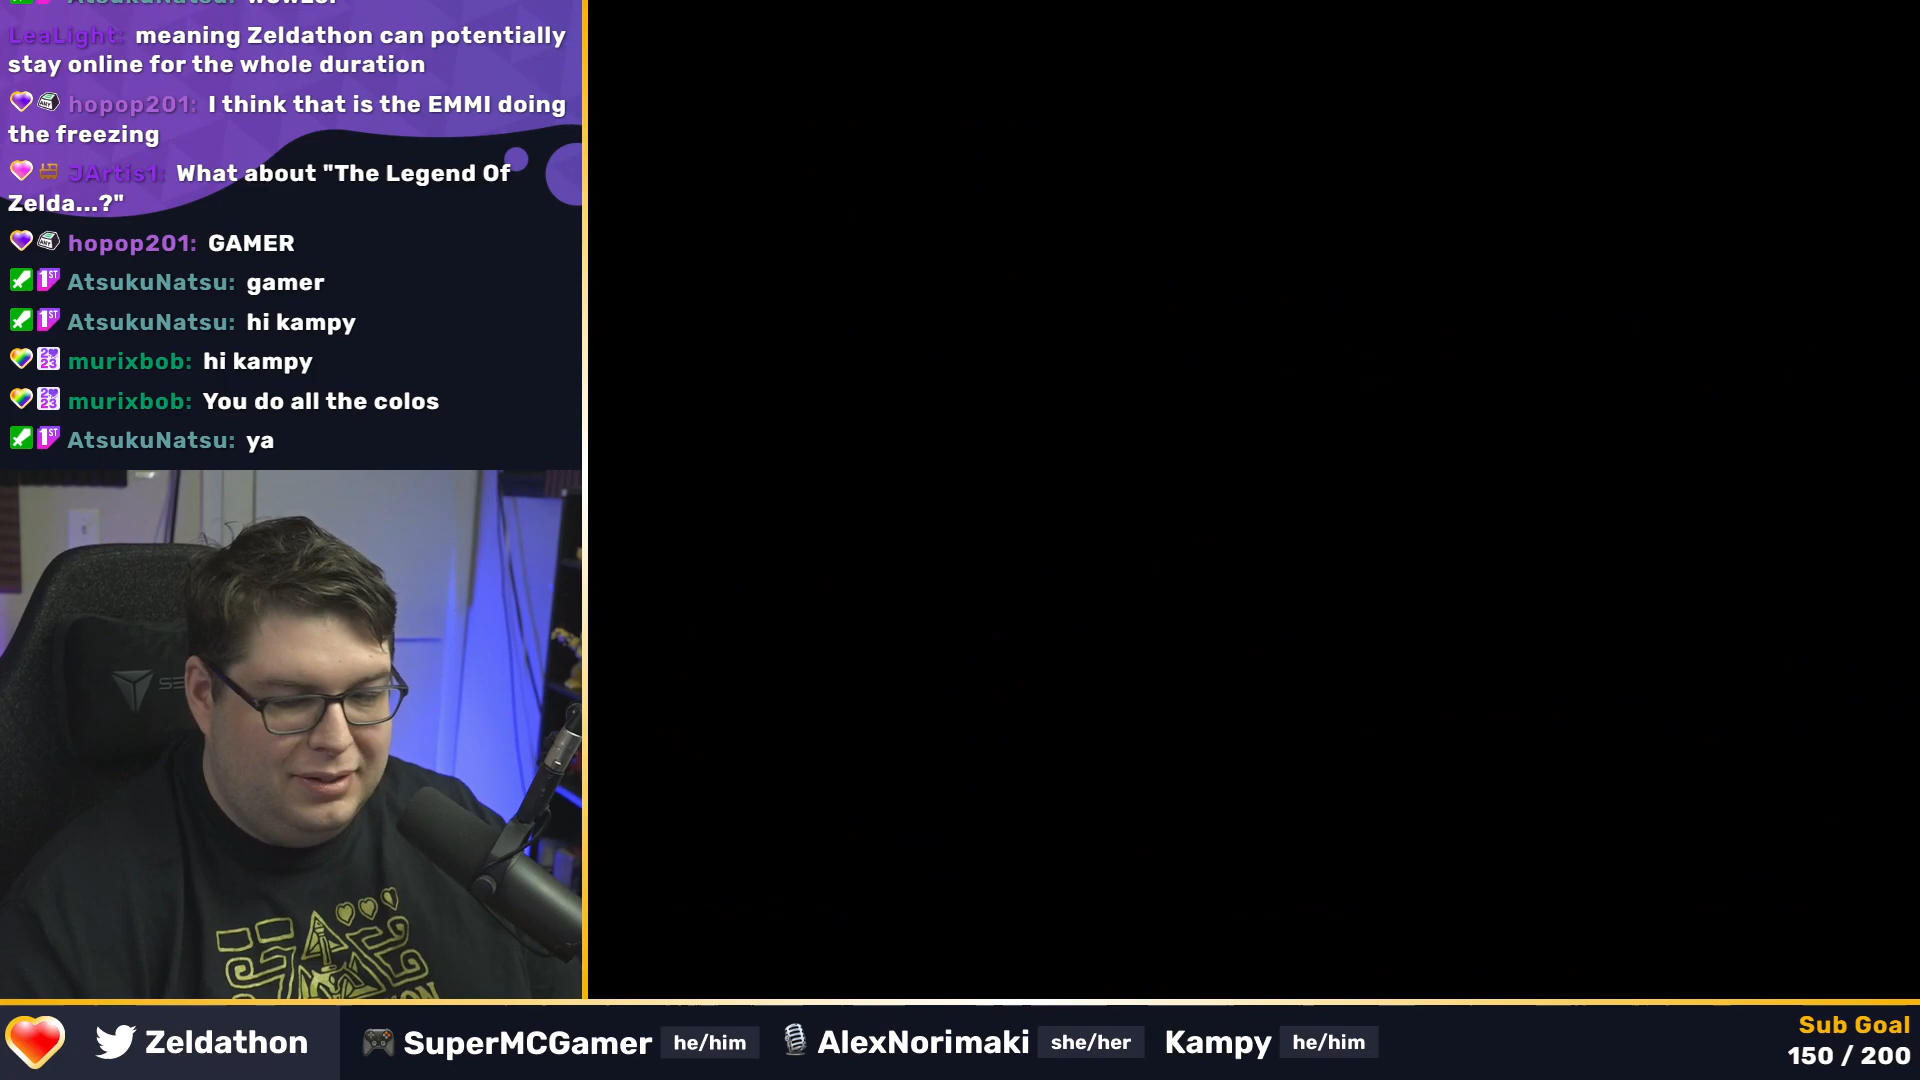 LeaLight: meaning Zeldathon can potentially
stay online for the whole duration
hopop201: I think that is the EMMI doing
the freezing
JArtis1: What about "The Legend Of
Zelda...?"
hopop201: GAMER
AtsukuNatsu: gamer
AtsukuNatsu: hi kampy
murixbob: hi kampy
murixbob: You do all the colos
AtsukuNatsu: ya
Zeldathon
SuperMCGamer he/him
AlexNorimaki she/her
Kampy he/him
Sub Goal
150 / 200